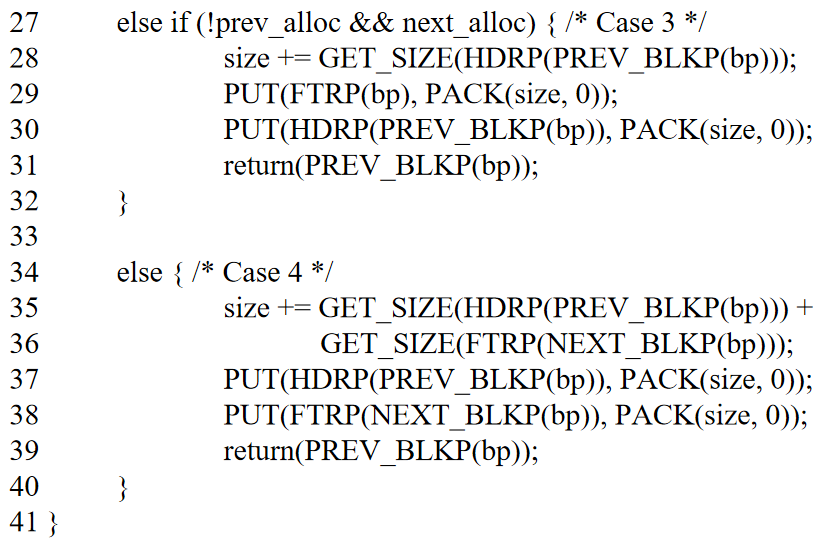 27 else if (!prev_alloc && next_alloc) { /* Case 3 */
28 size += GET_SIZE(HDRP(PREV_BLKP(bp)));
29 PUT(FTRP(bp), PACK(size, 0));
30 PUT(HDRP(PREV_BLKP(bp)), PACK(size, 0));
31 return(PREV_BLKP(bp));
32 }
33
34 else { /* Case 4 */
35 size += GET_SIZE(HDRP(PREV_BLKP(bp))) +
36 GET_SIZE(FTRP(NEXT_BLKP(bp)));
37 PUT(HDRP(PREV_BLKP(bp)), PACK(size, 0));
38 PUT(FTRP(NEXT_BLKP(bp)), PACK(size, 0));
39 return(PREV_BLKP(bp));
40 }
41 }